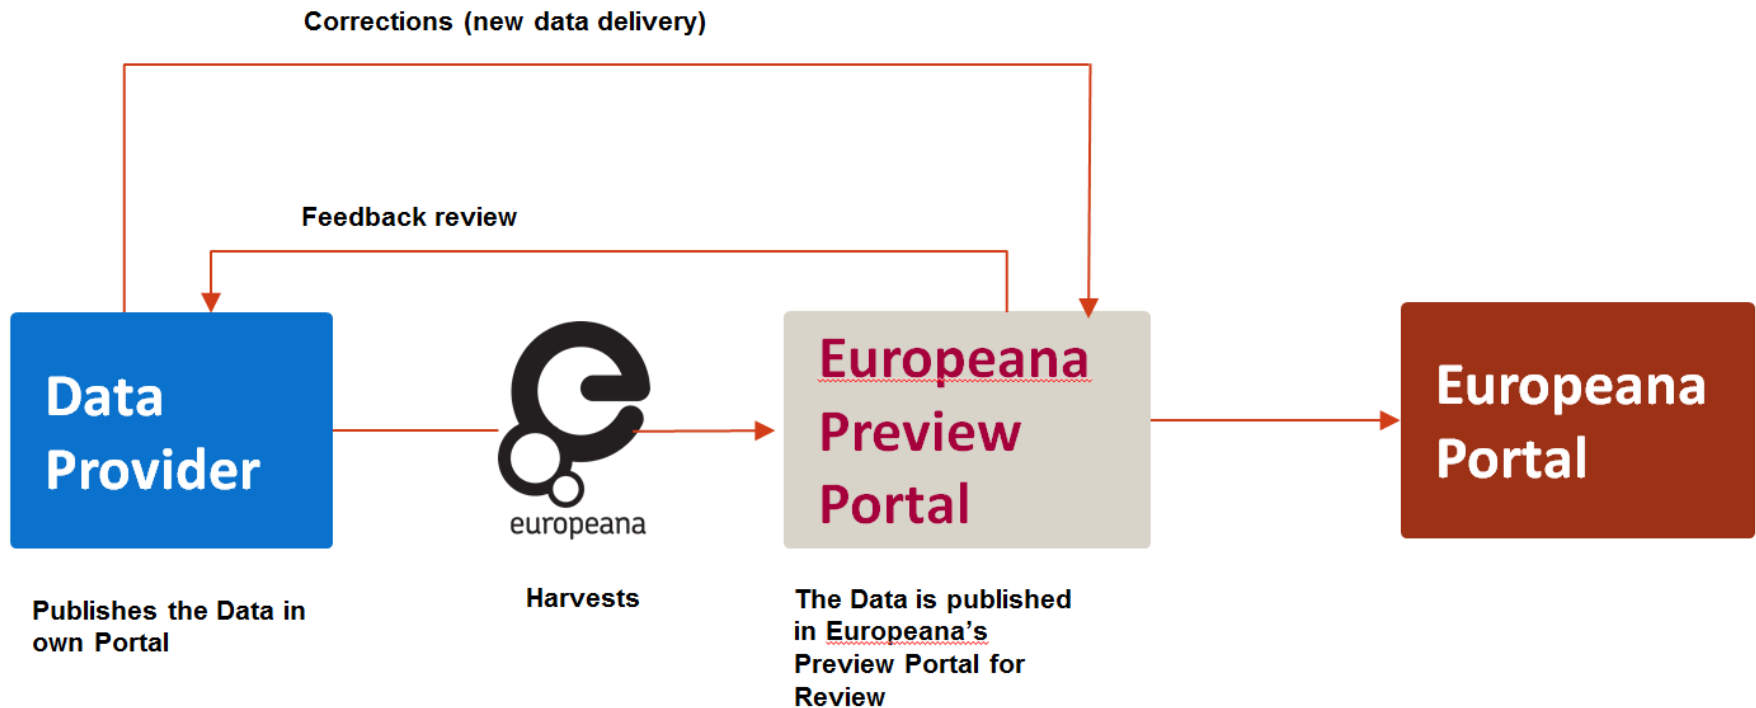 Corrections (new data delivery)
Feedback review
Data
Provider
europeana
Europeana
Preview
Portal
Europeana
Portal
Publishes the Data in
own Portal
Harvests
The Data is published
in Europeana’s
Preview Portal for
Review